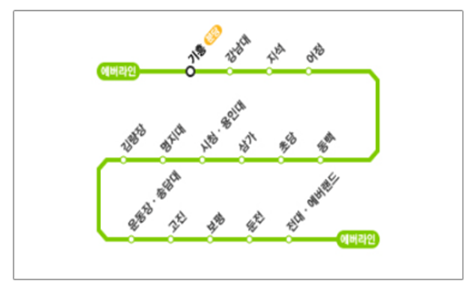 에버라인
기흥
분당
강남대
지석
어정
김량장
명지대
시청·용인대
삼가
초당
동백
운동장·송담대
고진
보평
둔전
전대·에버랜드
에버라인